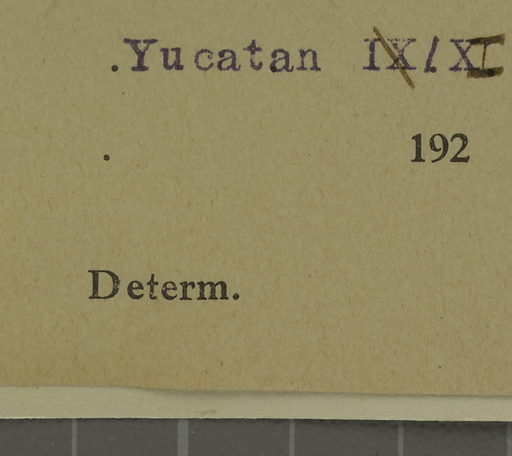 .Yucatan IX/XI.
. 192
Determ.